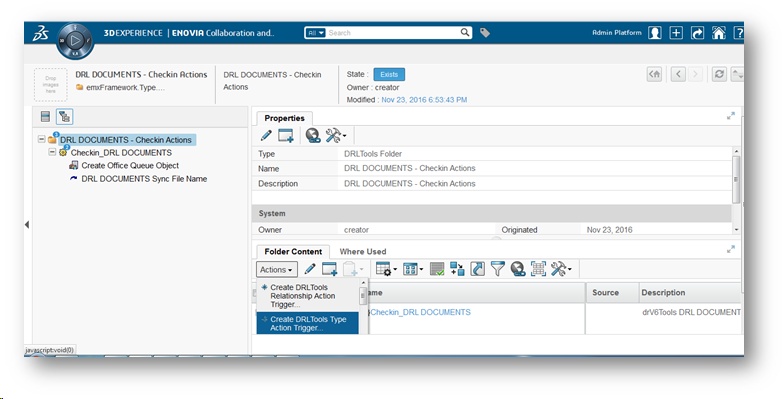 3DEXPERIENCE | ENOVIA Collaboration and..
All
Search
Admin Platform
Drop images here
DRL DOCUMENTS - Checkin Actions
emxFramework Type....
DRL DOCUMENTS - Checkin Actions
State : Exists
Owner : creator
Modified : Nov 23, 2016 6:53:43 PM
DRL DOCUMENTS - Checkin Actions
Checkin_DRL DOCUMENTS
Create Office Queue Object
DRL DOCUMENTS Sync File Name
Properties
Type DRLTools Folder
Name DRL DOCUMENTS - Checkin Actions
Description DRL DOCUMENTS - Checkin Actions
System
Owner creator Originated Nov 23, 2016
Folder Content Where Used
Actions
Create DRLTools Relationship Action Trigger...
Create DRLTools Type Action Trigger...
ame Source Description
Checkin_DRL DOCUMENTS drV6Tools DRL DOCUMENT
javascript:void(0)